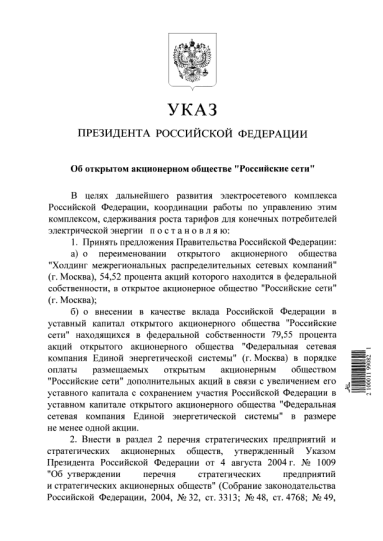 УКАЗ
ПРЕЗИДЕНТА РОССИЙСКОЙ ФЕДЕРАЦИИ
Об открытом акционерном обществе "Российские сети"
В целях дальнейшего развития электросетевого комплекса
Российской Федерации, координации работы по управлению этим
комплексом, сдерживания роста тарифов для конечных потребителей
электрической энергии п о с т а н о в л я ю:
1. Принять предложения Правительства Российской Федерации:
а) о переименовании открытого акционерного общества
"Холдинг межрегиональных распределительных сетевых компаний"
(г. Москва), 54,52 процента акций которого находится в федеральной
собственности, в открытое акционерное общество "Российские сети"
(г. Москва);
б) о внесении в качестве вклада Российской Федерации в
уставный капитал открытого акционерного общества "Российские
сети" находящихся в федеральной собственности 79,55 процента
акций открытого акционерного общества "Федеральная сетевая
компания Единой энергетической системы" (г. Москва) в порядке
оплаты размещаемых открытым акционерным обществом
"Российские сети" дополнительных акций в связи с увеличением его
уставного капитала с сохранением участия Российской Федерации в
уставном капитале открытого акционерного общества "Федеральная
сетевая компания Единой энергетической системы" в размере
не менее одной акции.
2. Внести в раздел 2 перечня стратегических предприятий и
стратегических акционерных обществ, утвержденный Указом
Президента Российской Федерации от 4 августа 2004 г. № 1009
"Об утверждении перечня стратегических предприятий
и стратегических акционерных обществ" (Собрание законодательства
Российской Федерации, 2004, № 32, ст. 3313; № 48, ст. 4768; № 49,